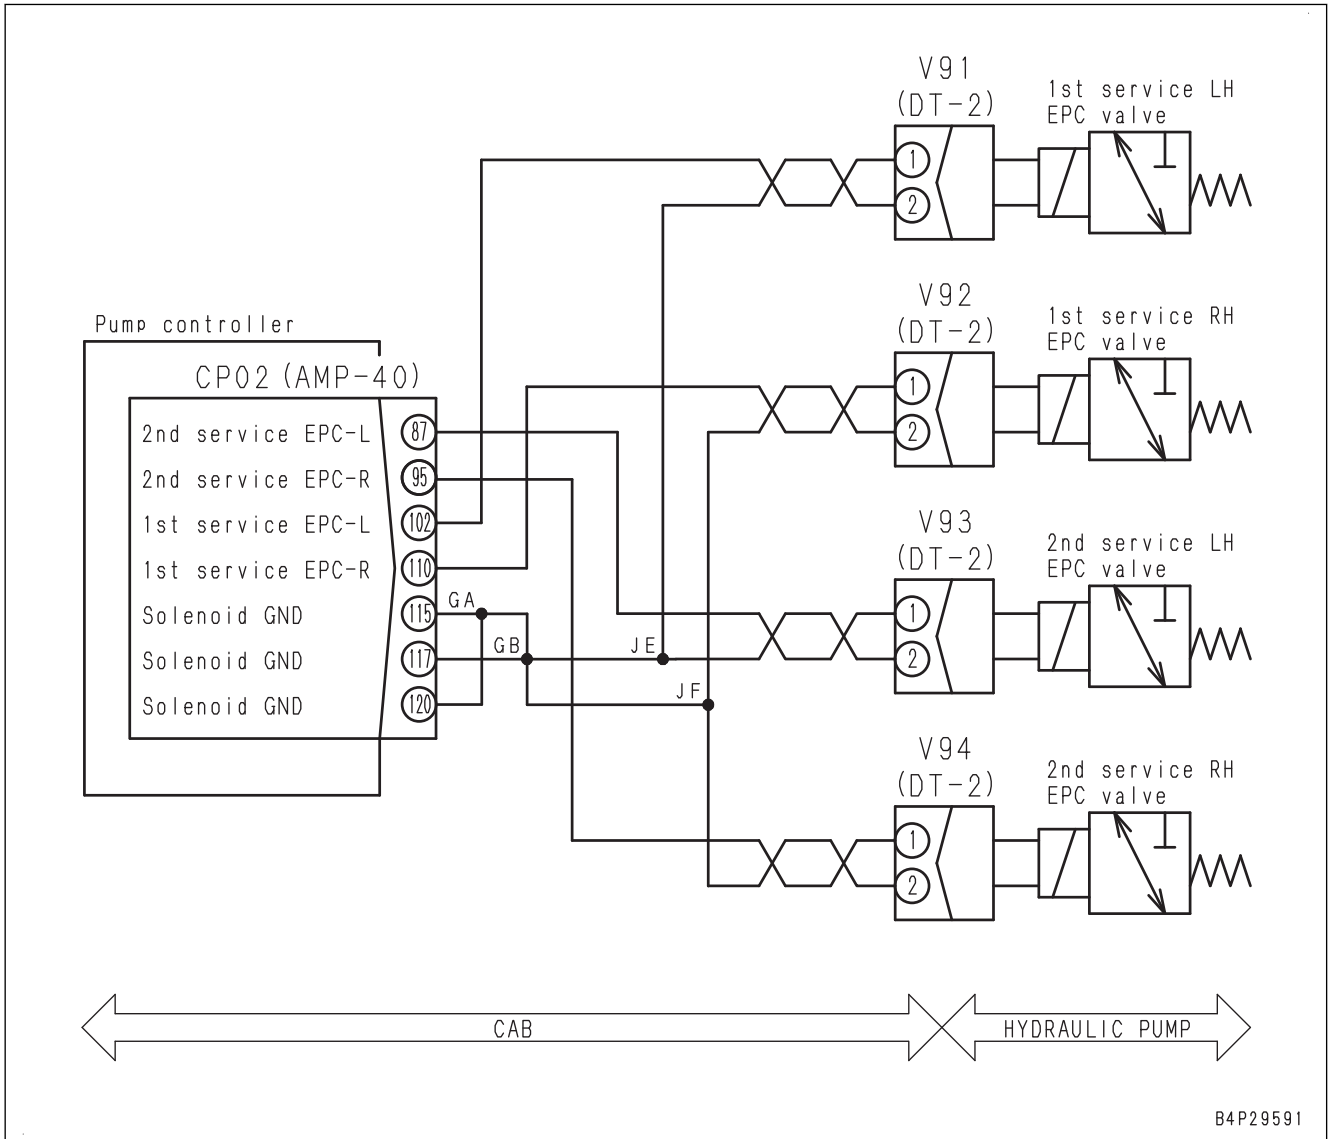 V91
(DT-2)
1st service LH
EPC valve
1
2
V92
(DT-2)
1st service RH
EPC valve
1
2
Pump controller
CP02 (AMP-40)
2nd service EPC-L 87
2nd service EPC-R 95
1st service EPC-L 102
1st service EPC-R 110
Solenoid GND 115
Solenoid GND 117
Solenoid GND 120
GA
GB
JE
JF
V93
(DT-2)
2nd service LH
EPC valve
1
2
V94
(DT-2)
2nd service RH
EPC valve
1
2
CAB
HYDRAULIC PUMP
B4P29591